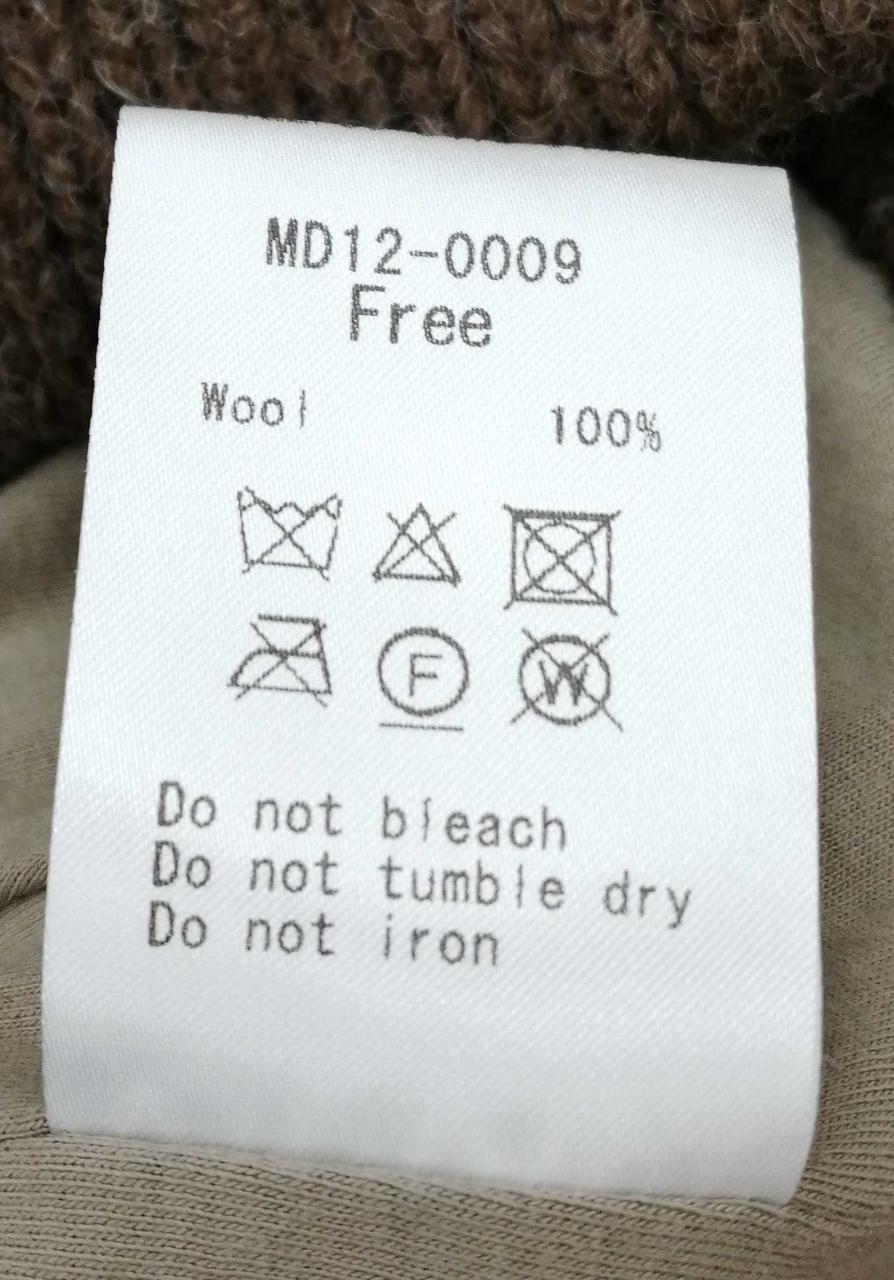 MD12-0009
Free
Wool 100%
F W
Do not bleach
Do not tumble dry
Do not iron